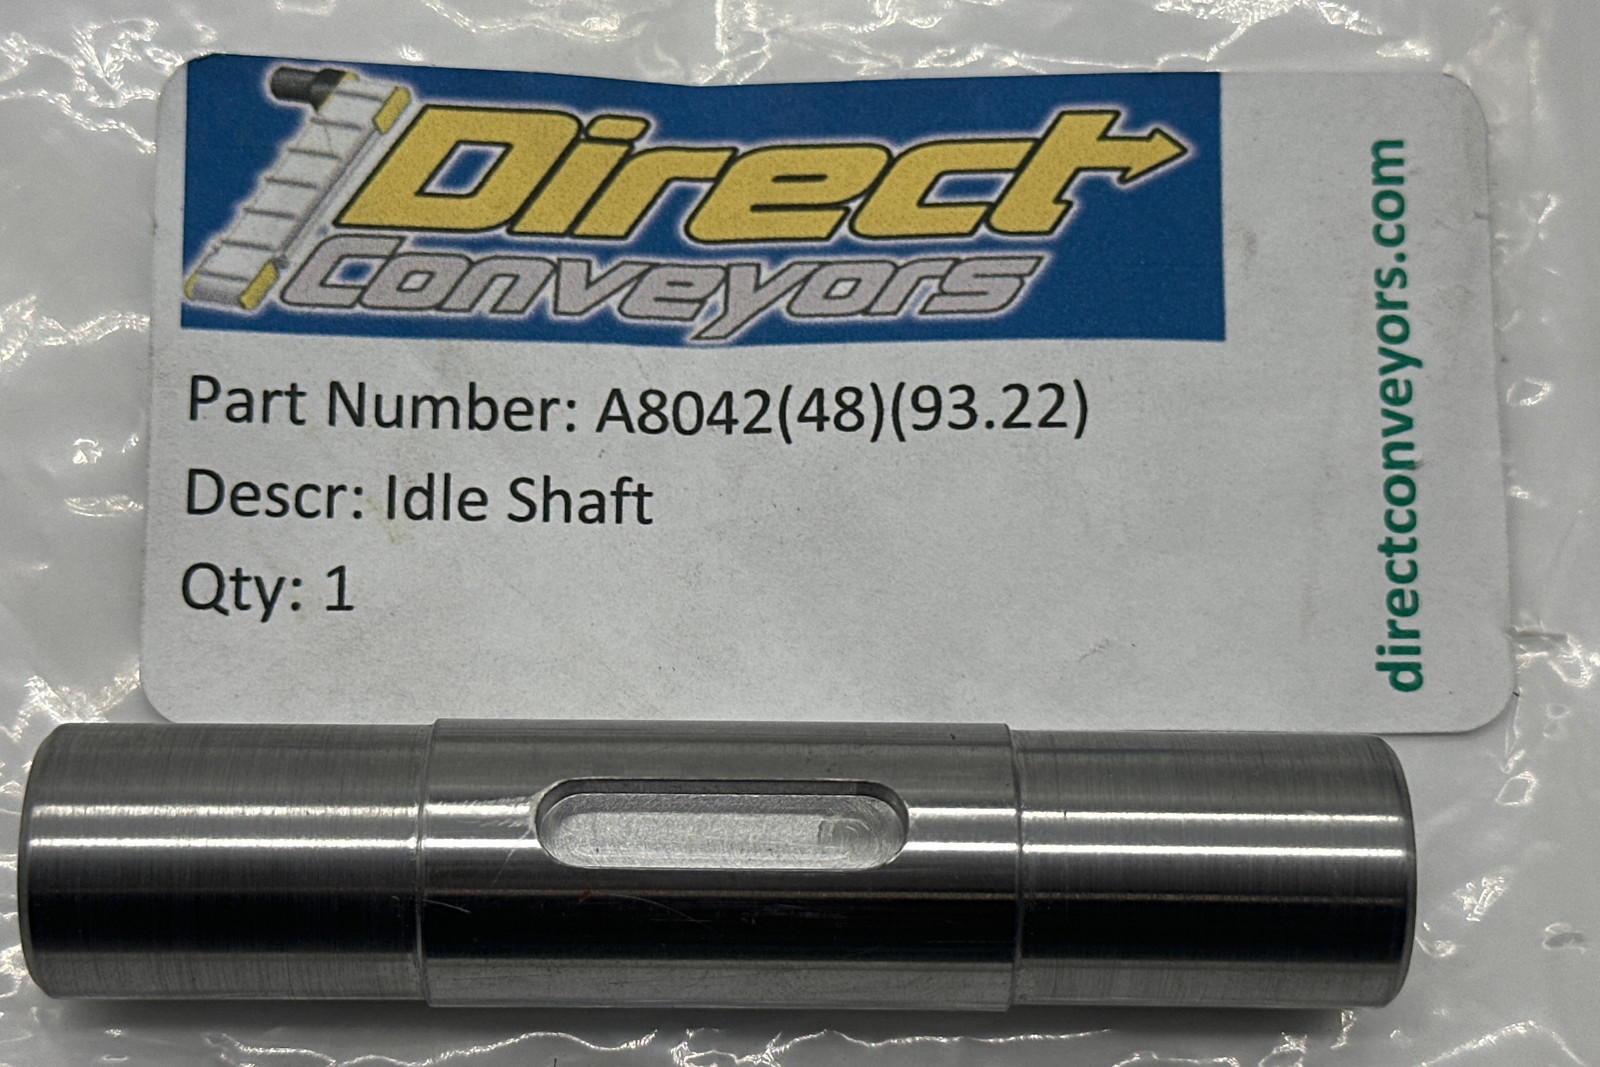 Direct
Conveyors
Part Number: A8042(48)(93.22)
Descr: Idle Shaft
Qty: 1
directconveyors.com